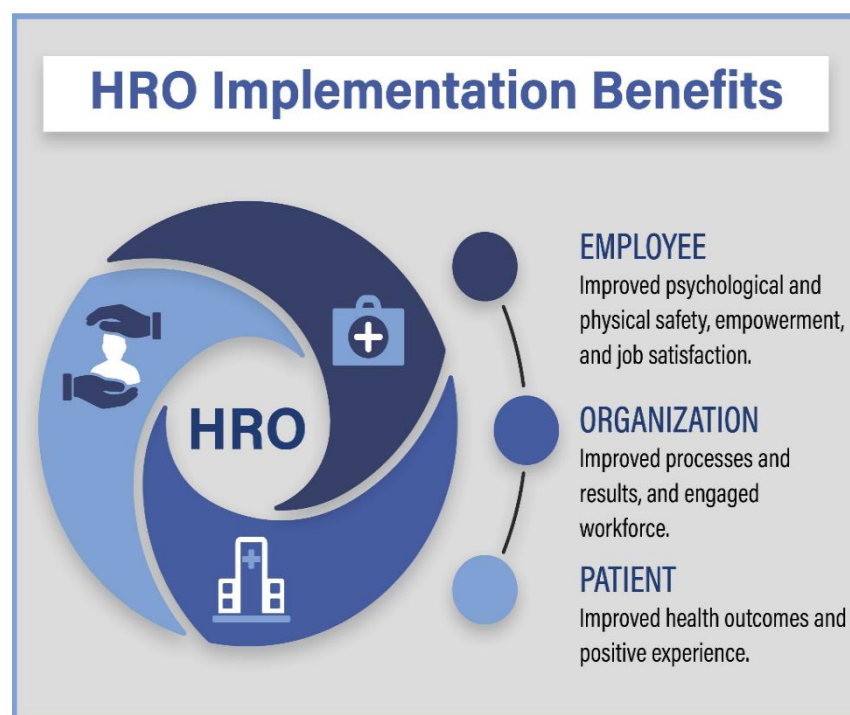 HRO Implementation Benefits
HRO
EMPLOYEE
Improved psychological and
physical safety, empowerment,
and job satisfaction.
ORGANIZATION
Improved processes and
results, and engaged
workforce.
PATIENT
Improved health outcomes and
positive experience.